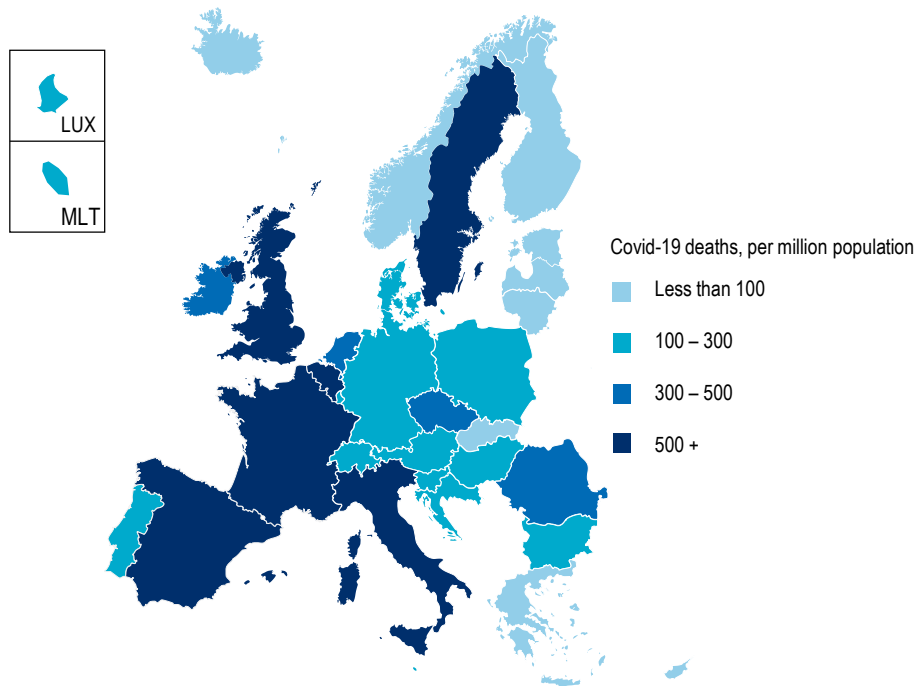 LUX
MLT
Covid-19 deaths, per million population
Less than 100
100 – 300
300 – 500
500 +